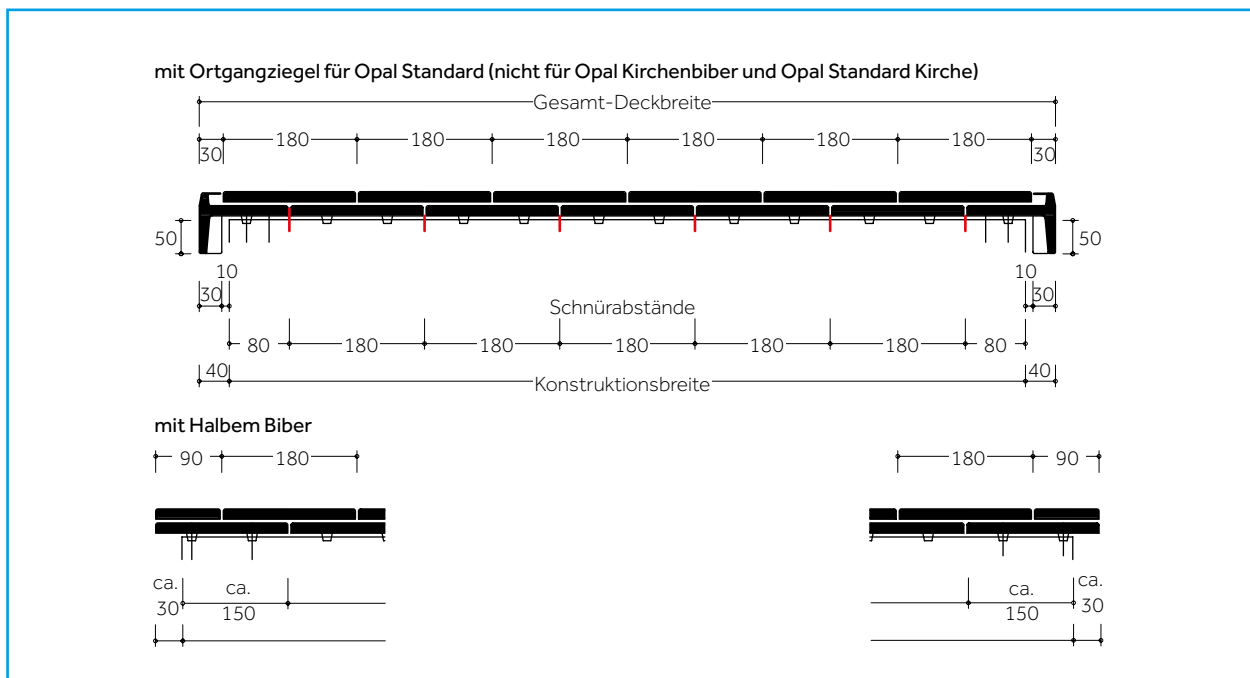 mit Ortgangziegel für Opal Standard (nicht für Opal Kirchenbiber und Opal Standard Kirche)
Gesamt-Deckbreite
30 180 180 180 180 180 180 30
50 50
10 10
30 Schnürabstände 30
80 180 180 180 180 180 80
40 Konstruktionsbreite 40
mit Halbem Biber
90 180 180 90
ca. ca. ca. ca.
30 150 150 30